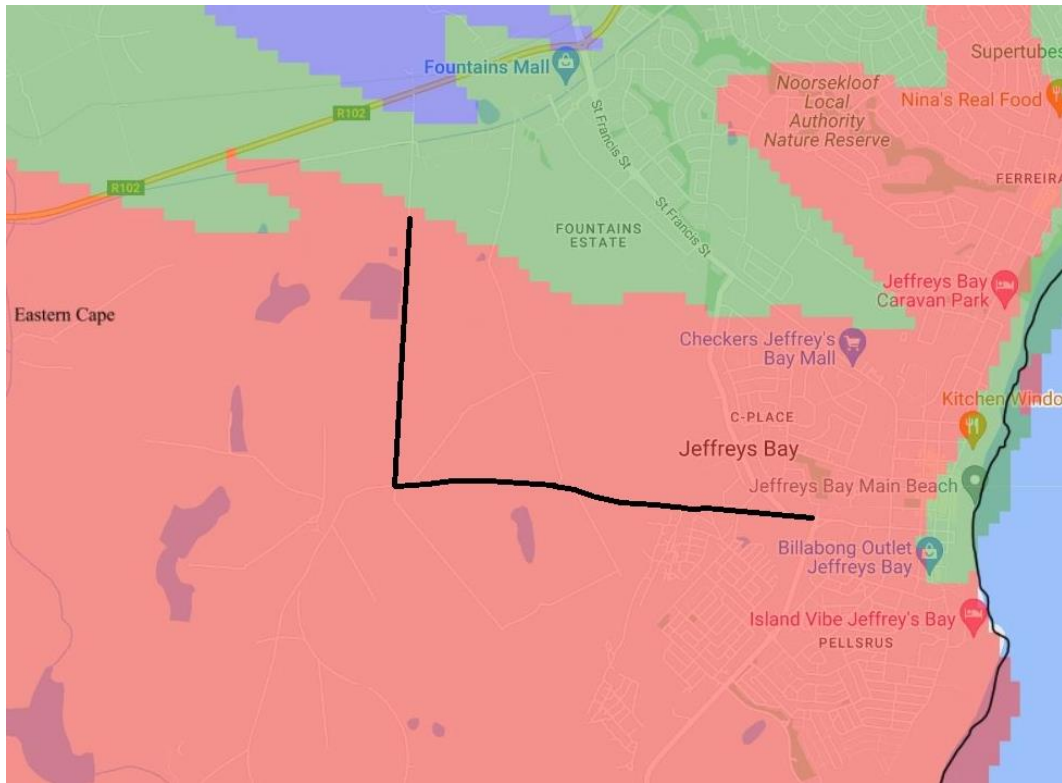 Supertubes
Fountains Mall
Noorsekloof
Local
Authority
Nature Reserve
Nina's Real Food
R102
St Francis St
FERREIRA
R102
FOUNTAINS
ESTATE
St Francis St
Jeffreys Bay
Caravan Park
Eastern Cape
Checkers Jeffrey's
Bay Mall
Kitchen Windo
C-PLACE
Jeffreys Bay
Jeffreys Bay Main Beach
Billabong Outlet
Jeffreys Bay
Island Vibe Jeffrey's Bay
PELLSRUS